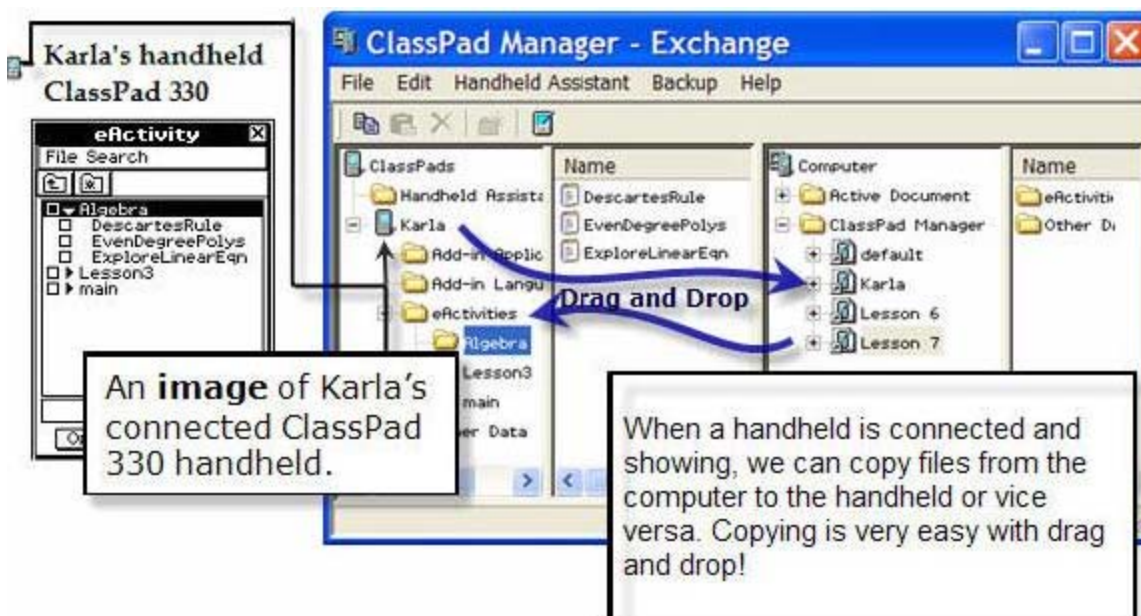 Karla's handheld
ClassPad 330
eActivity
File Search
Algebra
DescartesRule
EvenDegreePolys
ExploreLinearEqn
Lesson3
main
An image of Karla's
connected ClassPad
330 handheld.
ClassPad Manager - Exchange
File Edit Handheld Assistant Backup Help
ClassPads
Handheld Assista
Karla
Add-in Applic
Add-in Langu
eActivities
Algebra
Lesson3
main
Data
Name
DescartesRule
EvenDegreePolys
ExploreLinearEqn
Drag and Drop
Computer
Active Document
ClassPad Manager
default
Karla
Lesson 6
Lesson 7
Name
eActivitie
Other
When a handheld is connected and
showing, we can copy files from the
computer to the handheld or vice
versa. Copying is very easy with drag
and drop!